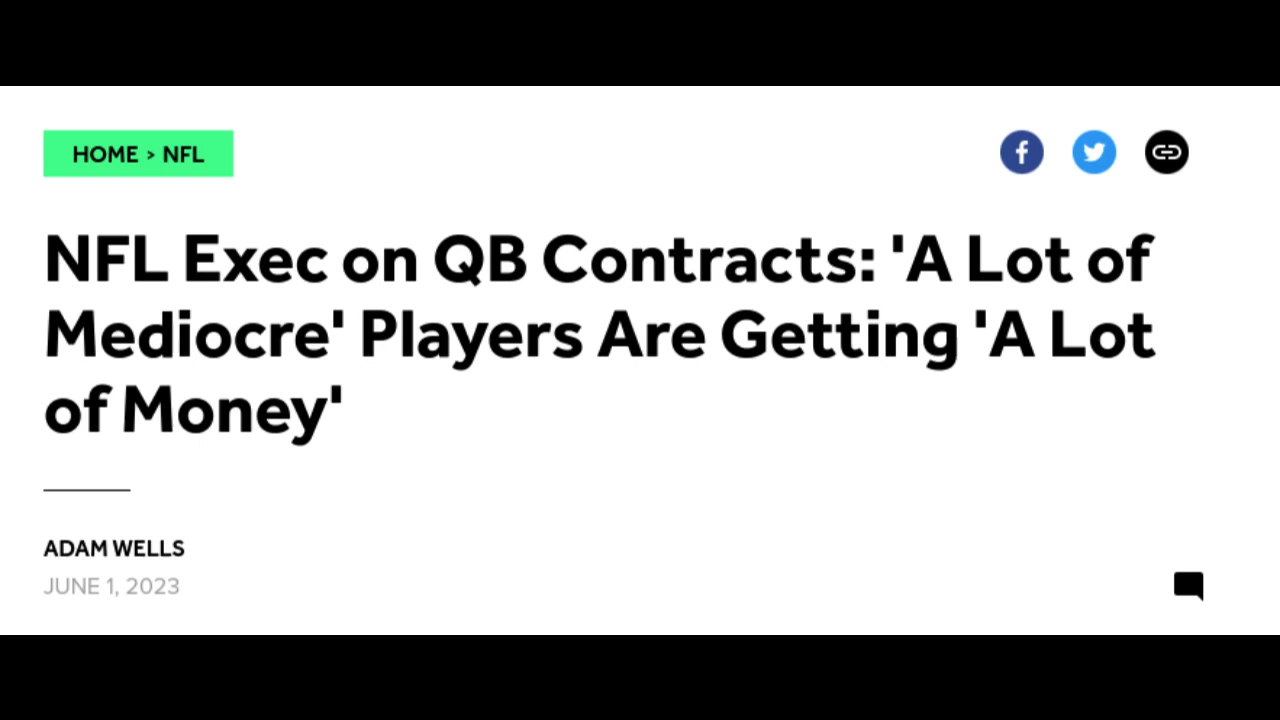 HOME > NFL
NFL Exec on QB Contracts: 'A Lot of
Mediocre' Players Are Getting 'A Lot
of Money'
ADAM WELLS
JUNE 1, 2023